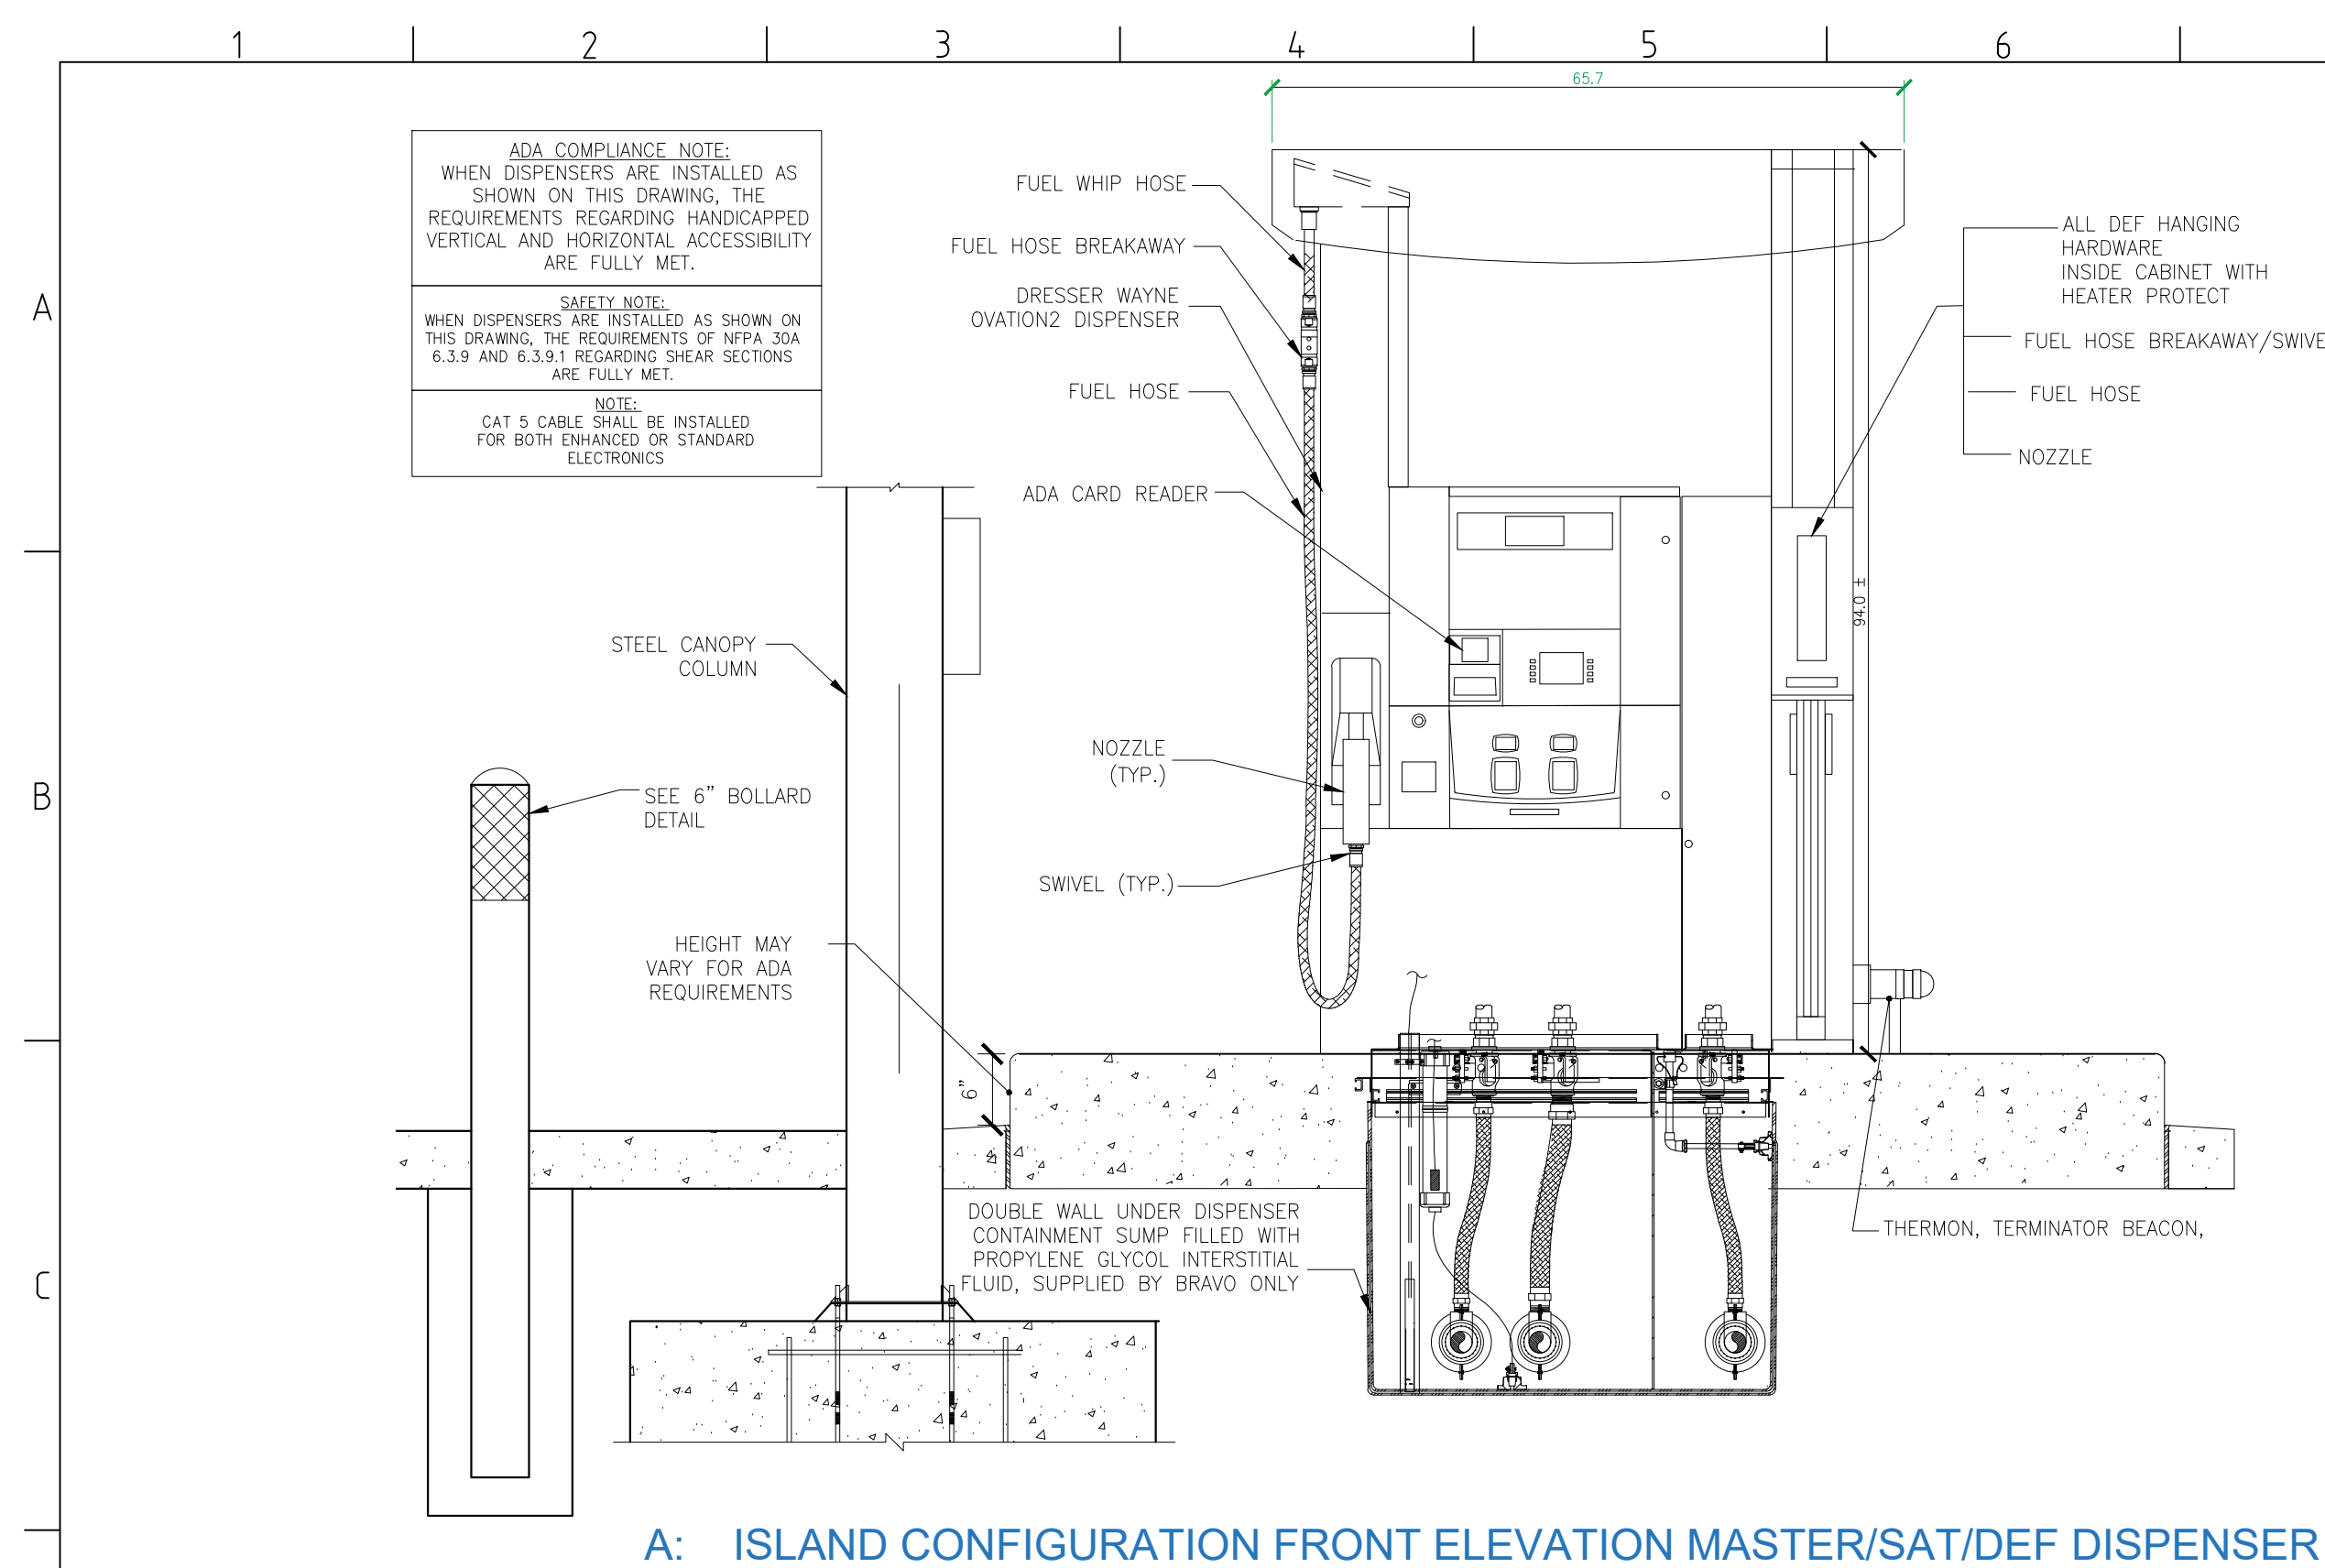 1 2 3 4 5 6
65.7
ADA COMPLIANCE NOTE:
WHEN DISPENSERS ARE INSTALLED AS
SHOWN ON THIS DRAWING, THE
REQUIREMENTS REGARDING HANDICAPPED
VERTICAL AND HORIZONTAL ACCESSIBILITY
ARE FULLY MET.
SAFETY NOTE:
WHEN DISPENSERS ARE INSTALLED AS SHOWN ON
THIS DRAWING, THE REQUIREMENTS OF NFPA 30A
6.3.9 AND 6.3.9.1 REGARDING SHEAR SECTIONS
ARE FULLY MET.
NOTE:
CAT 5 CABLE SHALL BE INSTALLED
FOR BOTH ENHANCED OR STANDARD
ELECTRONICS
FUEL WHIP HOSE
FUEL HOSE BREAKAWAY
DRESSER WAYNE
OVATION2 DISPENSER
FUEL HOSE
ADA CARD READER
ALL DEF HANGING
HARDWARE
INSIDE CABINET WITH
HEATER PROTECT
FUEL HOSE BREAKAWAY/SWIVE
FUEL HOSE
NOZZLE
A
94.0 ±
STEEL CANOPY
COLUMN
NOZZLE
(TYP.)
B
SEE 6" BOLLARD
DETAIL
SWIVEL (TYP.)
HEIGHT MAY
VARY FOR ADA
REQUIREMENTS
6"
DOUBLE WALL UNDER DISPENSER
CONTAINMENT SUMP FILLED WITH
PROPYLENE GLYCOL INTERSTITIAL
FLUID, SUPPLIED BY BRAVO ONLY
THERMON, TERMINATOR BEACON,
C
A: ISLAND CONFIGURATION FRONT ELEVATION MASTER/SAT/DEF DISPENSER